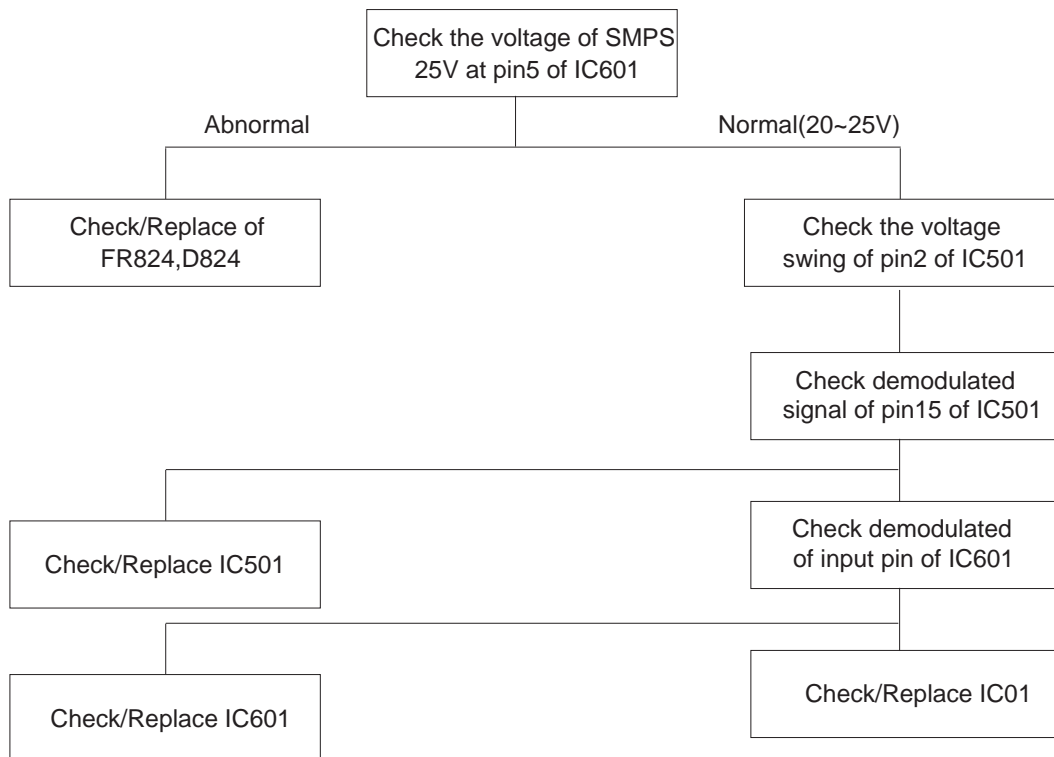 Check the voltage of SMPS
25V at pin5 of IC601
Abnormal
Normal(20~25V)
Check/Replace of
FR824,D824
Check the voltage
swing of pin2 of IC501
Check demodulated
signal of pin15 of IC501
Check/Replace IC501
Check demodulated
of input pin of IC601
Check/Replace IC601
Check/Replace IC01